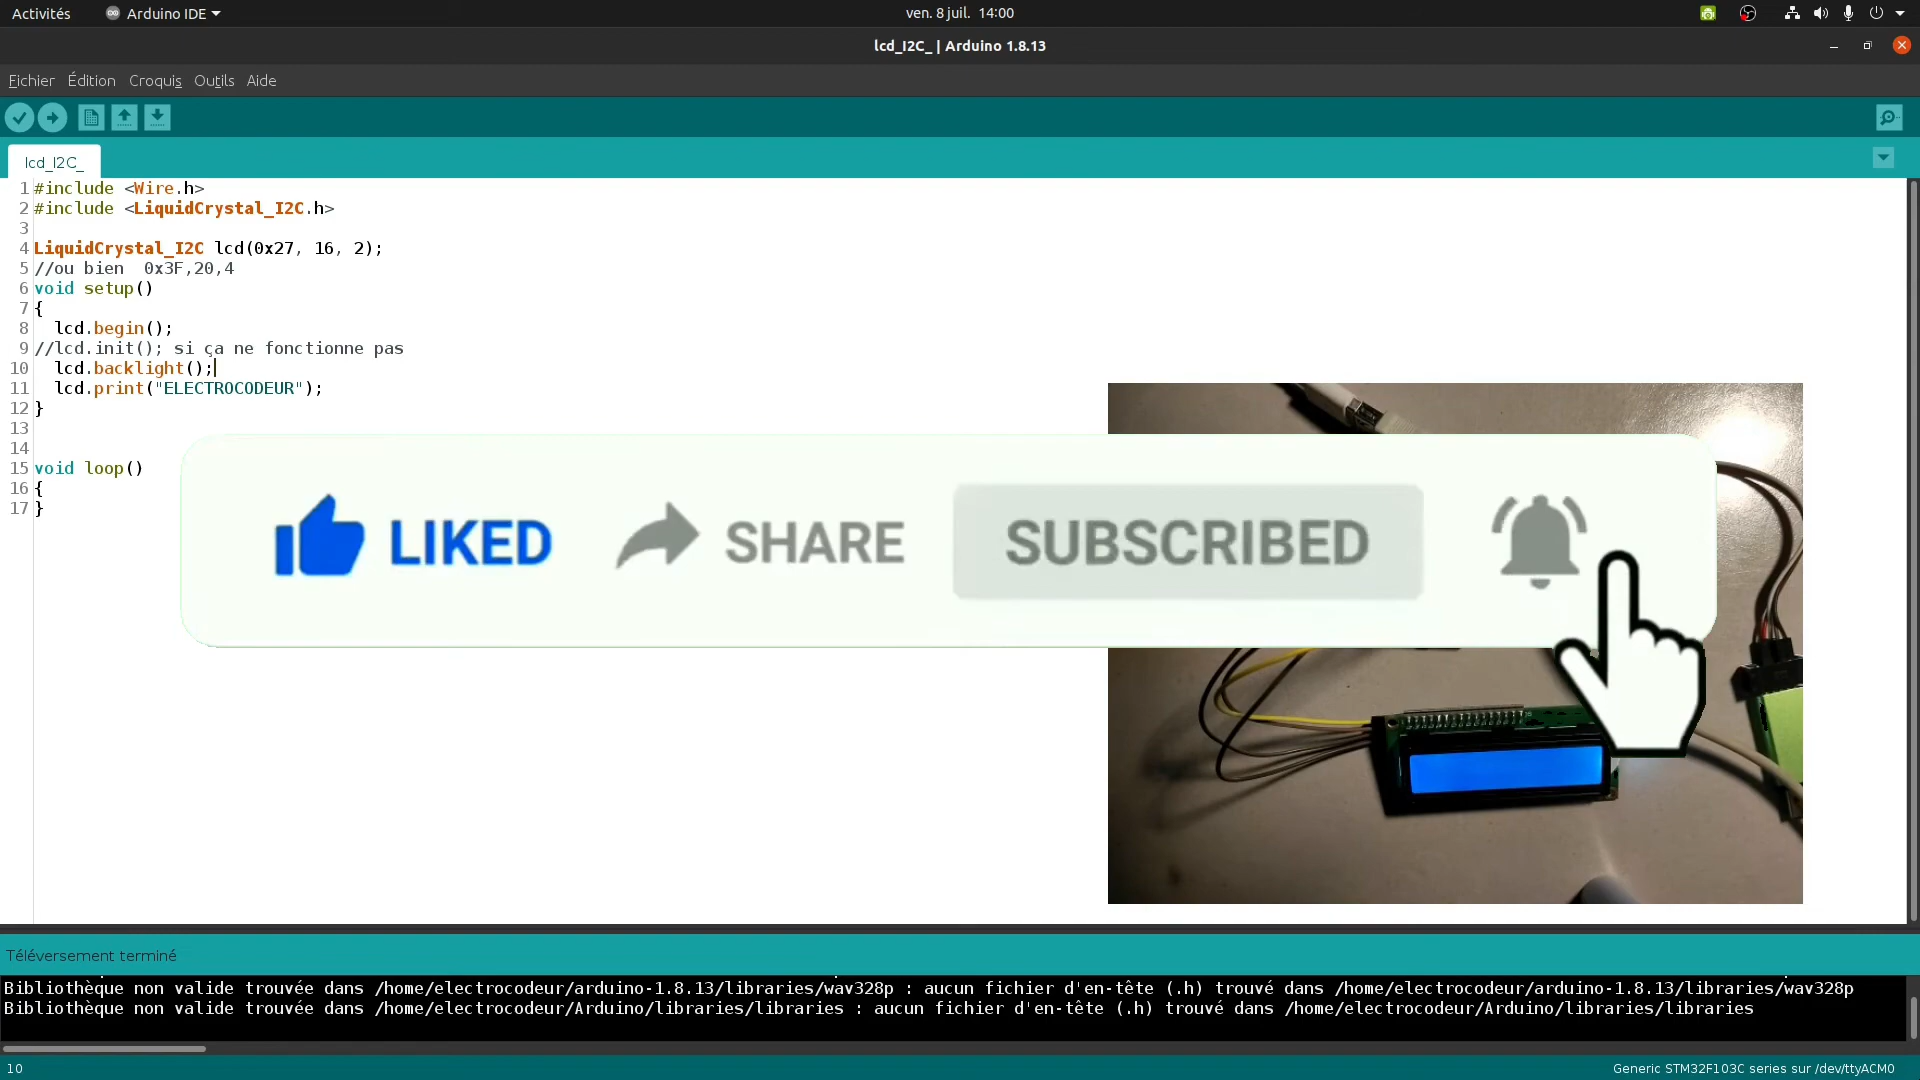 Activités
Arduino IDE
ven. 8 juil. 14:00
lcd_I2C_ | Arduino 1.8.13
Fichier Édition Croquis Outils Aide
lcd_I2C_
1 #include <Wire.h>
2 #include <LiquidCrystal_I2C.h>
3
4 LiquidCrystal_I2C lcd(0x27, 16, 2);
5 //ou bien  0x3F,20,4
6 void setup()
7 {
8   lcd.begin();
9 //lcd.init(); si ça ne fonctionne pas
10   lcd.backlight();
11   lcd.print("ELECTROCODEUR");
12 }
13
14
15 void loop()
16 {
17 }
LIKED SHARE SUBSCRIBED
Téléversement terminé
Bibliothèque non valide trouvée dans /home/electrocodeur/arduino-1.8.13/libraries/wav328p : aucun fichier d'en-tête (.h) trouvé dans /home/electrocodeur/arduino-1.8.13/libraries/wav328p
Bibliothèque non valide trouvée dans /home/electrocodeur/Arduino/libraries/libraries : aucun fichier d'en-tête (.h) trouvé dans /home/electrocodeur/Arduino/libraries/libraries
10
Generic STM32F103C series sur /dev/ttyACM0